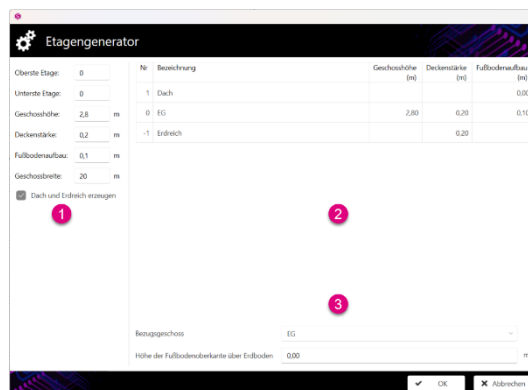 Etagengenerator
Oberste Etage: 0
Unterste Etage: 0
Geschosshöhe: 2,8 m
Deckenstärke: 0,2 m
Fußbodenaufbau: 0,1 m
Geschossbreite: 20 m
Dach und Erdreich erzeugen
1
Nr Bezeichnung Geschosshöhe (m) Deckenstärke (m) Fußbodenaufbau (m)
1 Dach 0,00
0 EG 2,80 0,20 0,10
-1 Erdreich 0,20
2
3
Bezugsgeschoss EG
Höhe der Fußbodenoberkante über Erdboden 0,00 m
OK Abbrechen